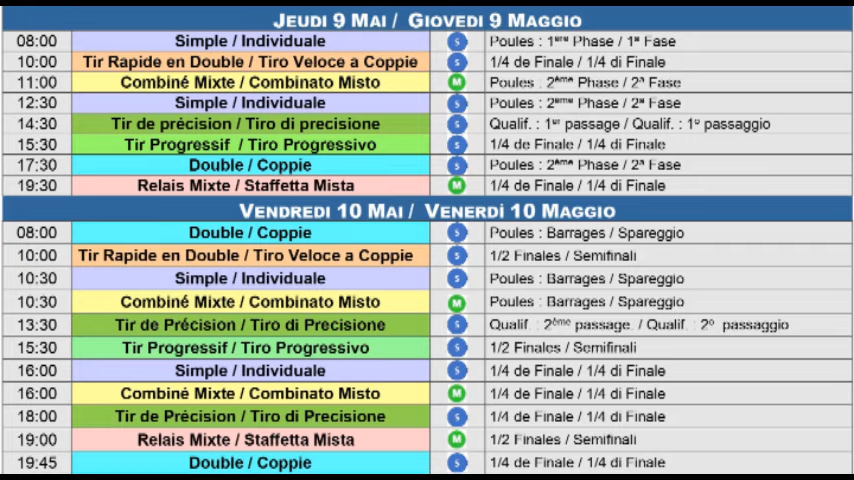 JEUDI 9 MAI / GIOVEDI 9 MAGGIO
08:00 Simple / Individuale S Poules : 1ère Phase / 1ª Fase
10:00 Tir Rapide en Double / Tiro Veloce a Coppie S 1/4 de Finale / 1/4 di Finale
11:00 Combiné Mixte / Combinato Misto M Poules : 2ème Phase / 2ª Fase
12:30 Simple / Individuale S Poules : 2ème Phase / 2ª Fase
14:30 Tir de précision / Tiro di precisione S Qualif. : 1er passage / Qualif. : 1º passaggio
15:30 Tir Progressif / Tiro Progressivo S 1/4 de Finale / 1/4 di Finale
17:30 Double / Coppie S Poules : 2ème Phase / 2ª Fase
19:30 Relais Mixte / Staffetta Mista M 1/4 de Finale / 1/4 di Finale
VENDREDI 10 MAI / VENERDÌ 10 MAGGIO
08:00 Double / Coppie S Poules : Barrages / Spareggio
10:00 Tir Rapide en Double / Tiro Veloce a Coppie S 1/2 Finales / Semifinali
10:30 Simple / Individuale S Poules : Barrages / Spareggio
10:30 Combiné Mixte / Combinato Misto M Poules : Barrages / Spareggio
13:30 Tir de Précision / Tiro di Precisione S Qualif. : 2ème passage. / Qualif. : 2º passaggio
15:30 Tir Progressif / Tiro Progressivo S 1/2 Finales / Semifinali
16:00 Simple / Individuale S 1/4 de Finale / 1/4 di Finale
16:00 Combiné Mixte / Combinato Misto M 1/4 de Finale / 1/4 di Finale
18:00 Tir de Précision / Tiro di Precisione S 1/4 de Finale / 1/4 di Finale
19:00 Relais Mixte / Staffetta Mista M 1/2 Finales / Semifinali
19:45 Double / Coppie S 1/4 de Finale / 1/4 di Finale